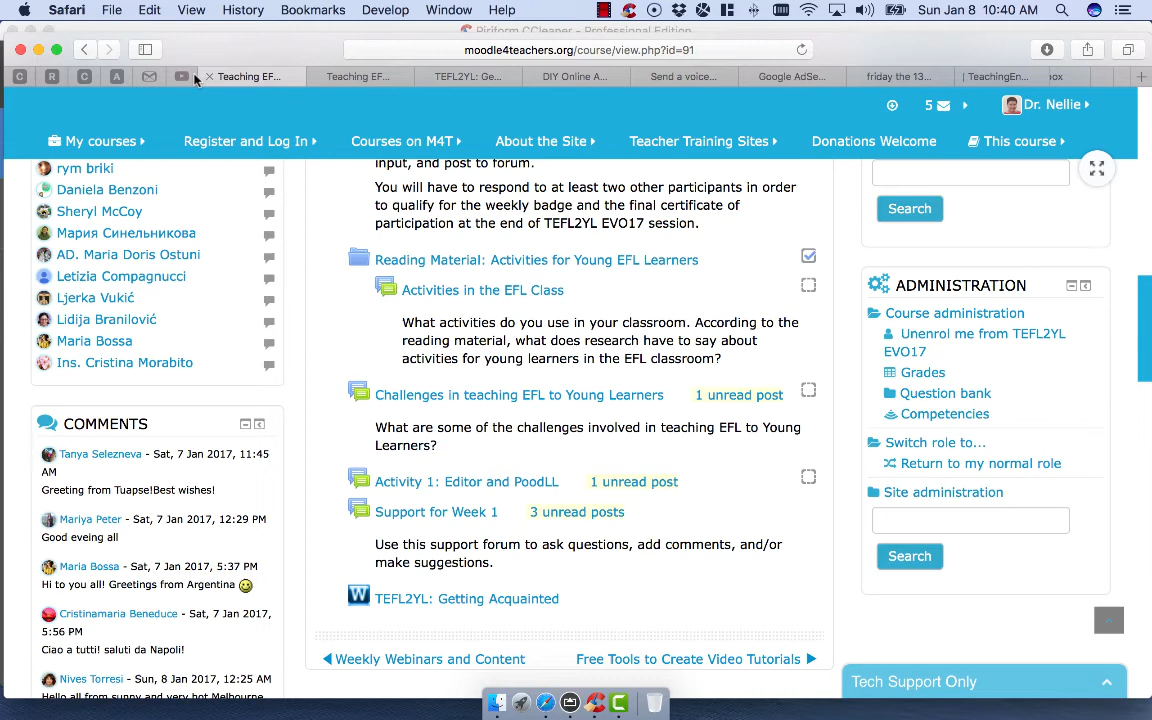 Safari File Edit View History Bookmarks Develop Window Help Sun Jan 8 10:40 AM
Piriform CCleaner - Professional Edition
moodle4teachers.org/course/view.php?id=91
C R C A Teaching EF... Teaching EF... TEFL2YL: Ge... DIY Online A... Send a voice... Google AdSe... friday the 13... | TeachingEn... box
5 Dr. Nellie
My courses Register and Log In Courses on M4T About the Site Teacher Training Sites Donations Welcome This course
rym briki
Daniela Benzoni
Sheryl McCoy
Мария Синельникова
AD. Maria Doris Ostuni
Letizia Compagnucci
Ljerka Vukić
Lidija Branilović
Maria Bossa
Ins. Cristina Morabito
COMMENTS
Tanya Selezneva - Sat, 7 Jan 2017, 11:45
AM
Greeting from Tuapse!Best wishes!
Mariya Peter - Sat, 7 Jan 2017, 12:29 PM
Good eveing all
Maria Bossa - Sat, 7 Jan 2017, 5:37 PM
Hi to you all! Greetings from Argentina
Cristinamaria Beneduce - Sat, 7 Jan 2017,
5:56 PM
Ciao a tutti! saluti da Napoli!
Nives Torresi - Sun, 8 Jan 2017, 12:25 AM
Hello all from sunny and very hot Melbourne
input, and post to forum.
You will have to respond to at least two other participants in order
to qualify for the weekly badge and the final certificate of
participation at the end of TEFL2YL EVO17 session.
Reading Material: Activities for Young EFL Learners
Activities in the EFL Class
What activities do you use in your classroom. According to the
reading material, what does research have to say about
activities for young learners in the EFL classroom?
Challenges in teaching EFL to Young Learners 1 unread post
What are some of the challenges involved in teaching EFL to Young
Learners?
Activity 1: Editor and PoodLL 1 unread post
Support for Week 1 3 unread posts
Use this support forum to ask questions, add comments, and/or
make suggestions.
W TEFL2YL: Getting Acquainted
Weekly Webinars and Content Free Tools to Create Video Tutorials
Search
ADMINISTRATION
Course administration
Unenrol me from TEFL2YL
EVO17
Grades
Question bank
Competencies
Switch role to...
Return to my normal role
Site administration
Search
Tech Support Only